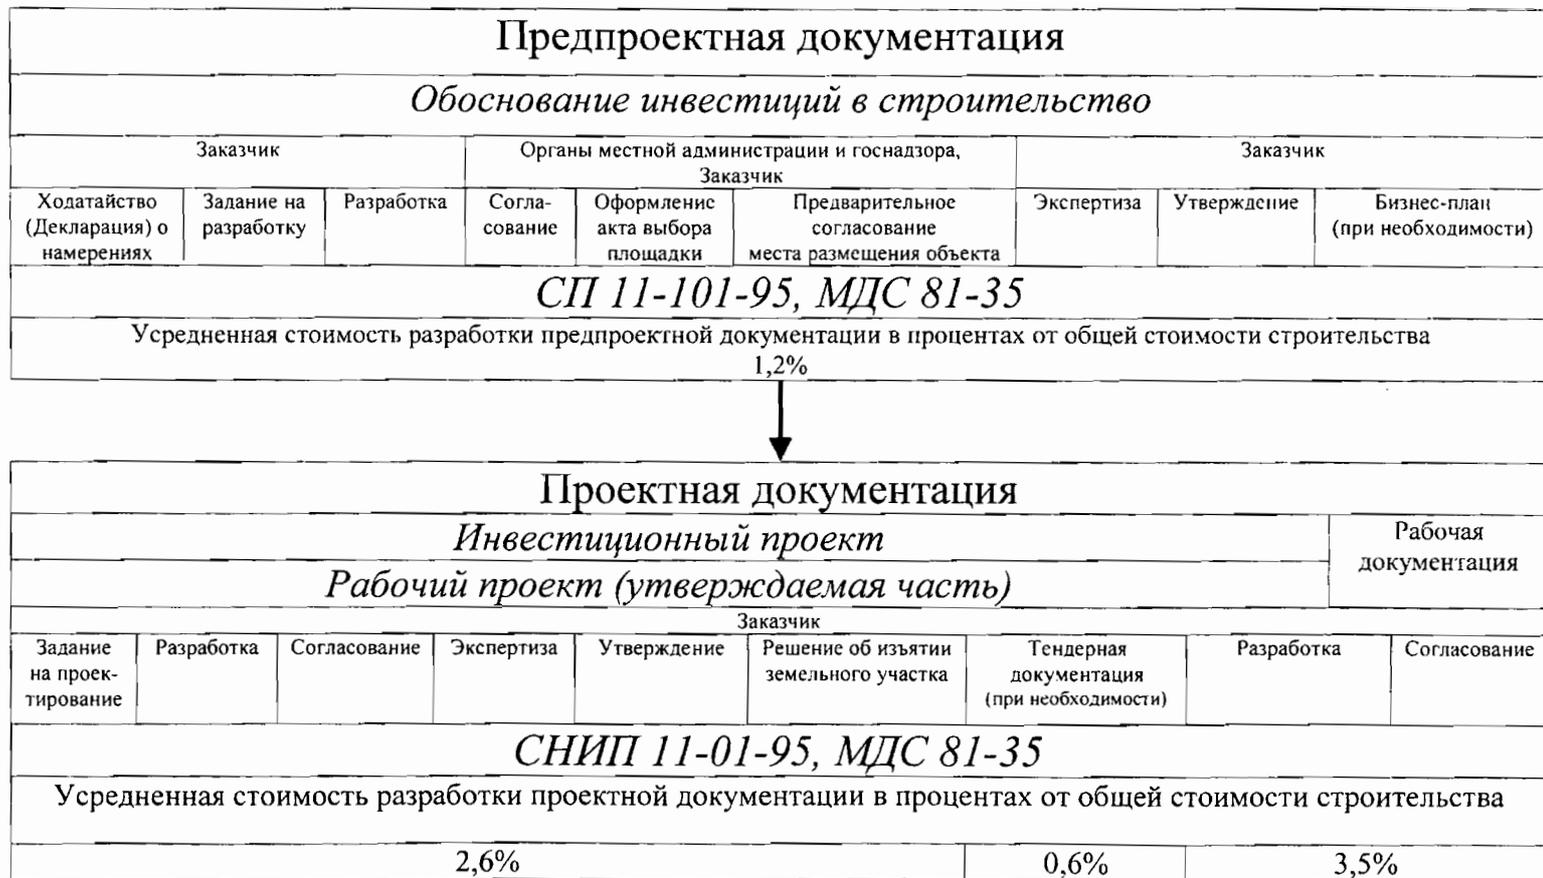 Предпроектная документация
Обоснование инвестиций в строительство
Заказчик
Органы местной администрации и госнадзора,
Заказчик
Заказчик
Ходатайство
(Декларация) о
намерениях
Задание на
разработку
Разработка
Согла-
сование
Оформление
акта выбора
площадки
Предварительное
согласование
места размещения объекта
Экспертиза
Утверждение
Бизнес-план
(при необходимости)
СП 11-101-95, МДС 81-35
Усредненная стоимость разработки предпроектной документации в процентах от общей стоимости строительства
1,2%
Проектная документация
Инвестиционный проект
Рабочий проект (утверждаемая часть)
Рабочая
документация
Заказчик
Задание
на проек-
тирование
Разработка
Согласование
Экспертиза
Утверждение
Решение об изъятии
земельного участка
Тендерная
документация
(при необходимости)
Разработка
Согласование
СНИП 11-01-95, МДС 81-35
Усредненная стоимость разработки проектной документации в процентах от общей стоимости строительства
2,6%
0,6%
3,5%